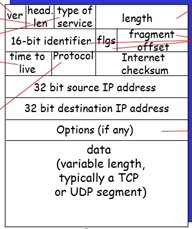 ver head. len type of service length
16-bit identifier flgs fragment offset
time to live Protocol Internet checksum
32 bit source IP address
32 bit destination IP address
Options (if any)
data
(variable length,
typically a TCP
or UDP segment)